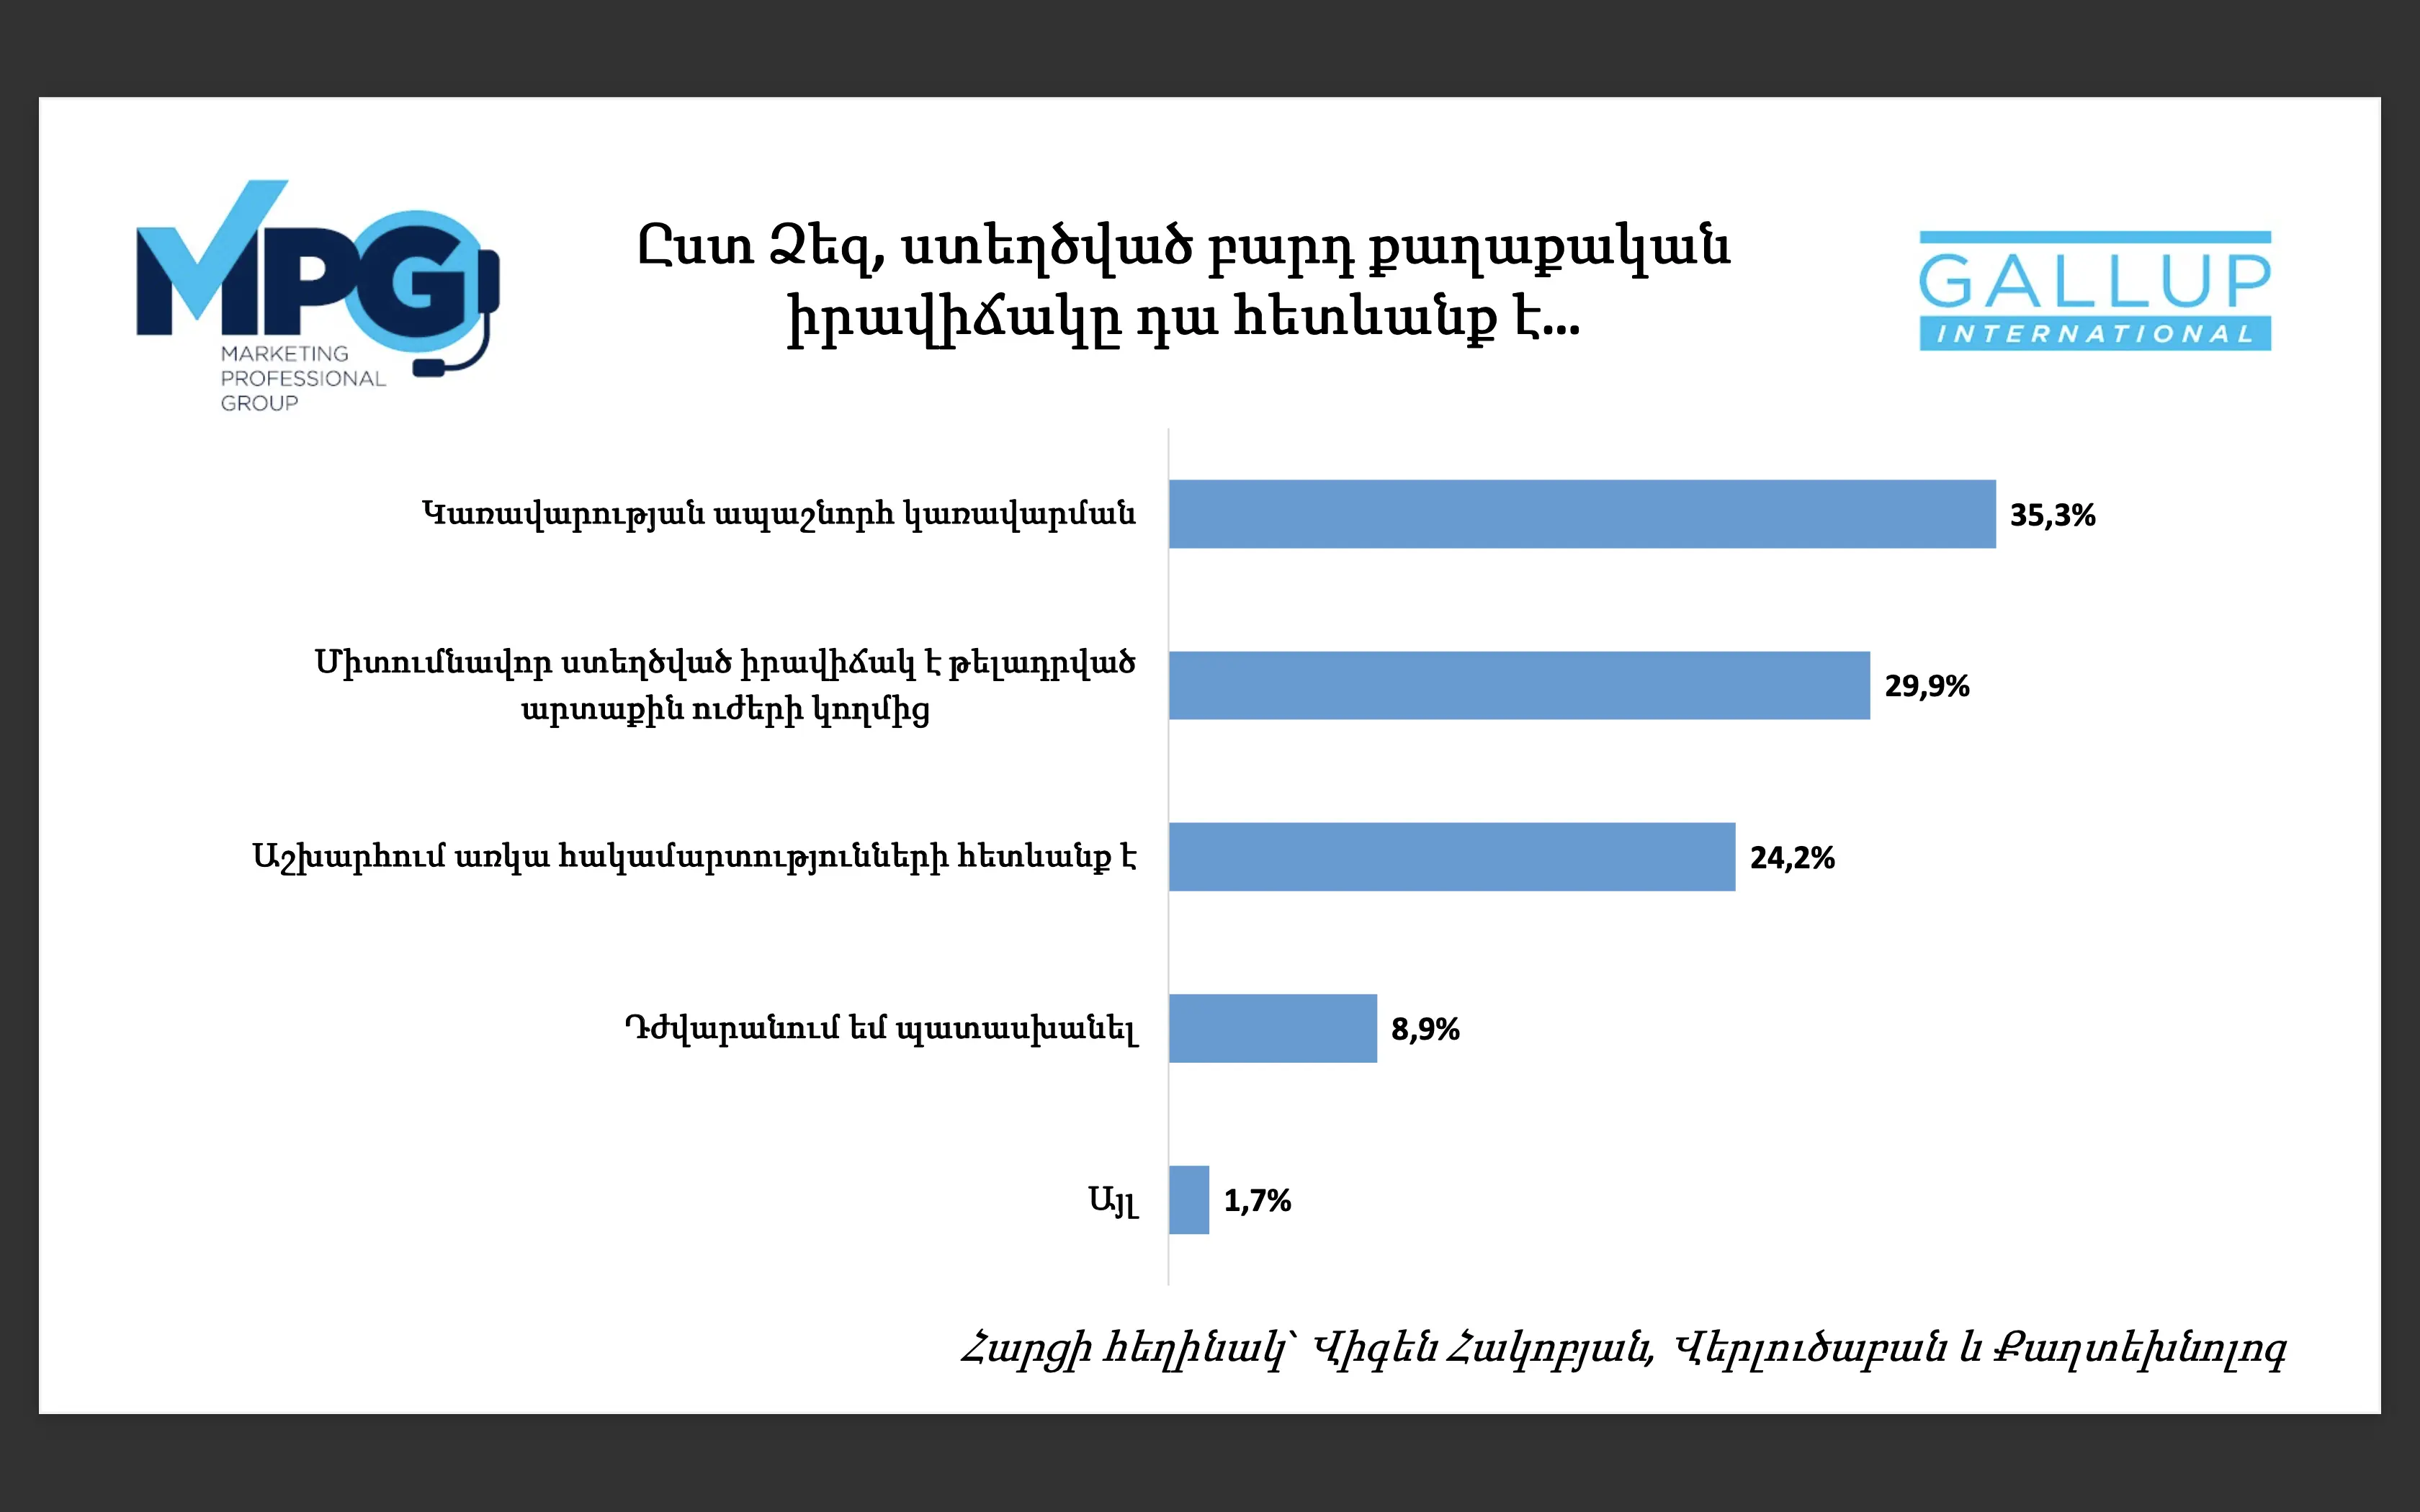 MPG
MARKETING
PROFESSIONAL
GROUP
Ըստ Ձեզ, ստեղծված բարդ քաղաքական
իրավիճակը դա հետևանք է...
GALLUP
INTERNATIONAL
Կառավարության ապաշնորհ կառավարման
35,3%
Միտումնավոր ստեղծված իրավիճակ է թելադրված
արտաքին ուժերի կողմից
29,9%
Աշխարհում առկա հակամարտությունների հետևանք է
24,2%
Դժվարանում եմ պատասխանել
8,9%
Այլ
1,7%
Հարցի հեղինակ՝ Վիգեն Հակոբյան, Վերլուծաբան և Քաղտեխնոլոգ